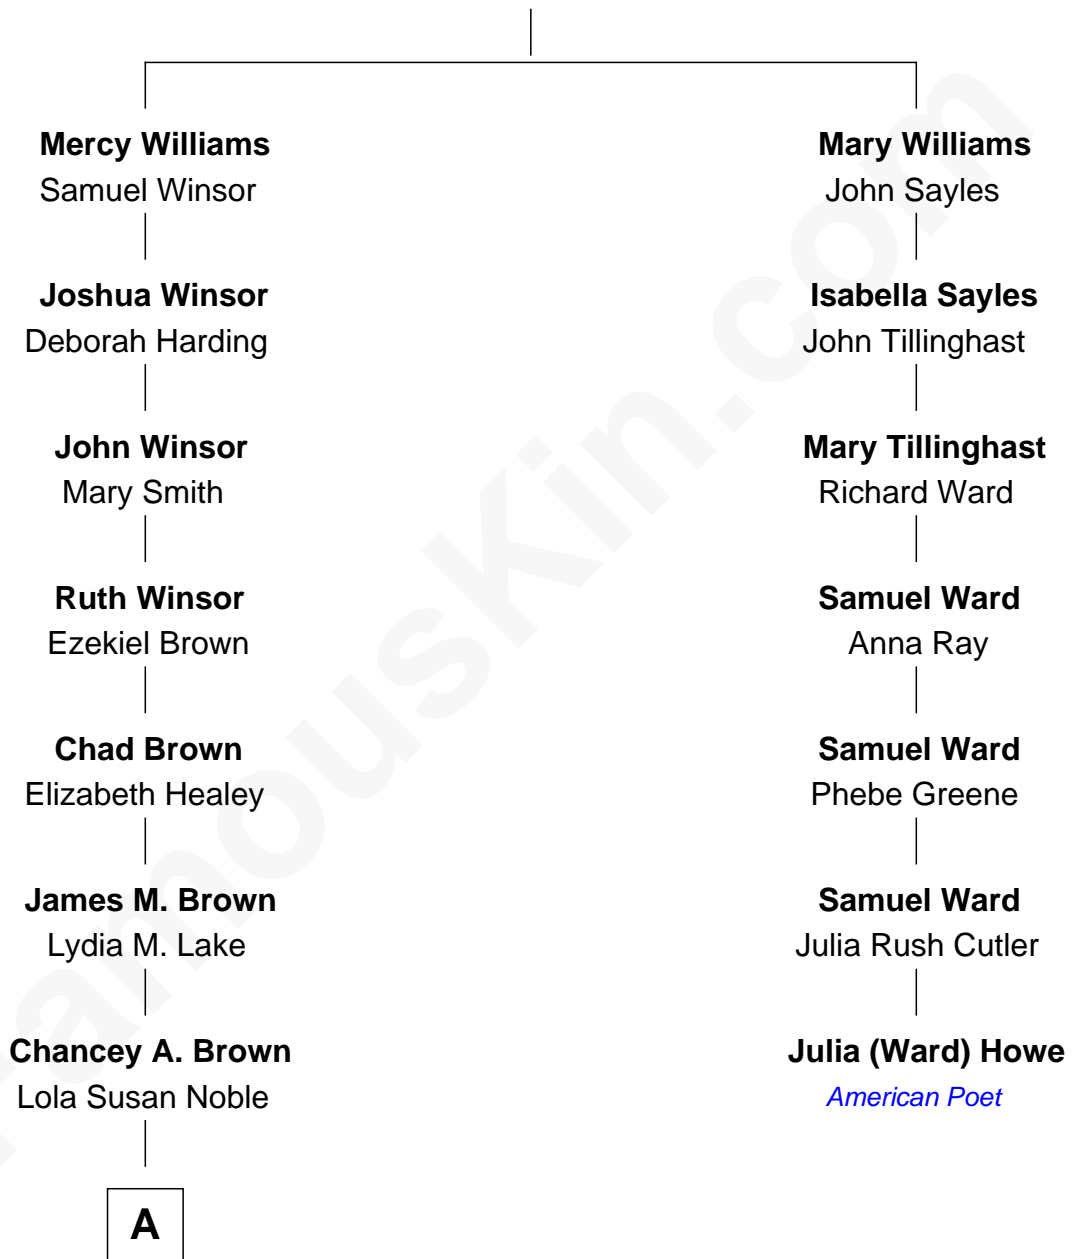 Mercy Williams
Samuel Winsor
Mary Williams
John Sayles
Joshua Winsor
Deborah Harding
Isabella Sayles
John Tillinghast
John Winsor
Mary Smith
Mary Tillinghast
Richard Ward
Ruth Winsor
Ezekiel Brown
Samuel Ward
Anna Ray
Chad Brown
Elizabeth Healey
Samuel Ward
Phebe Greene
James M. Brown
Lydia M. Lake
Samuel Ward
Julia Rush Cutler
Chancey A. Brown
Lola Susan Noble
Julia (Ward) Howe
American Poet
A
FamousKin.com